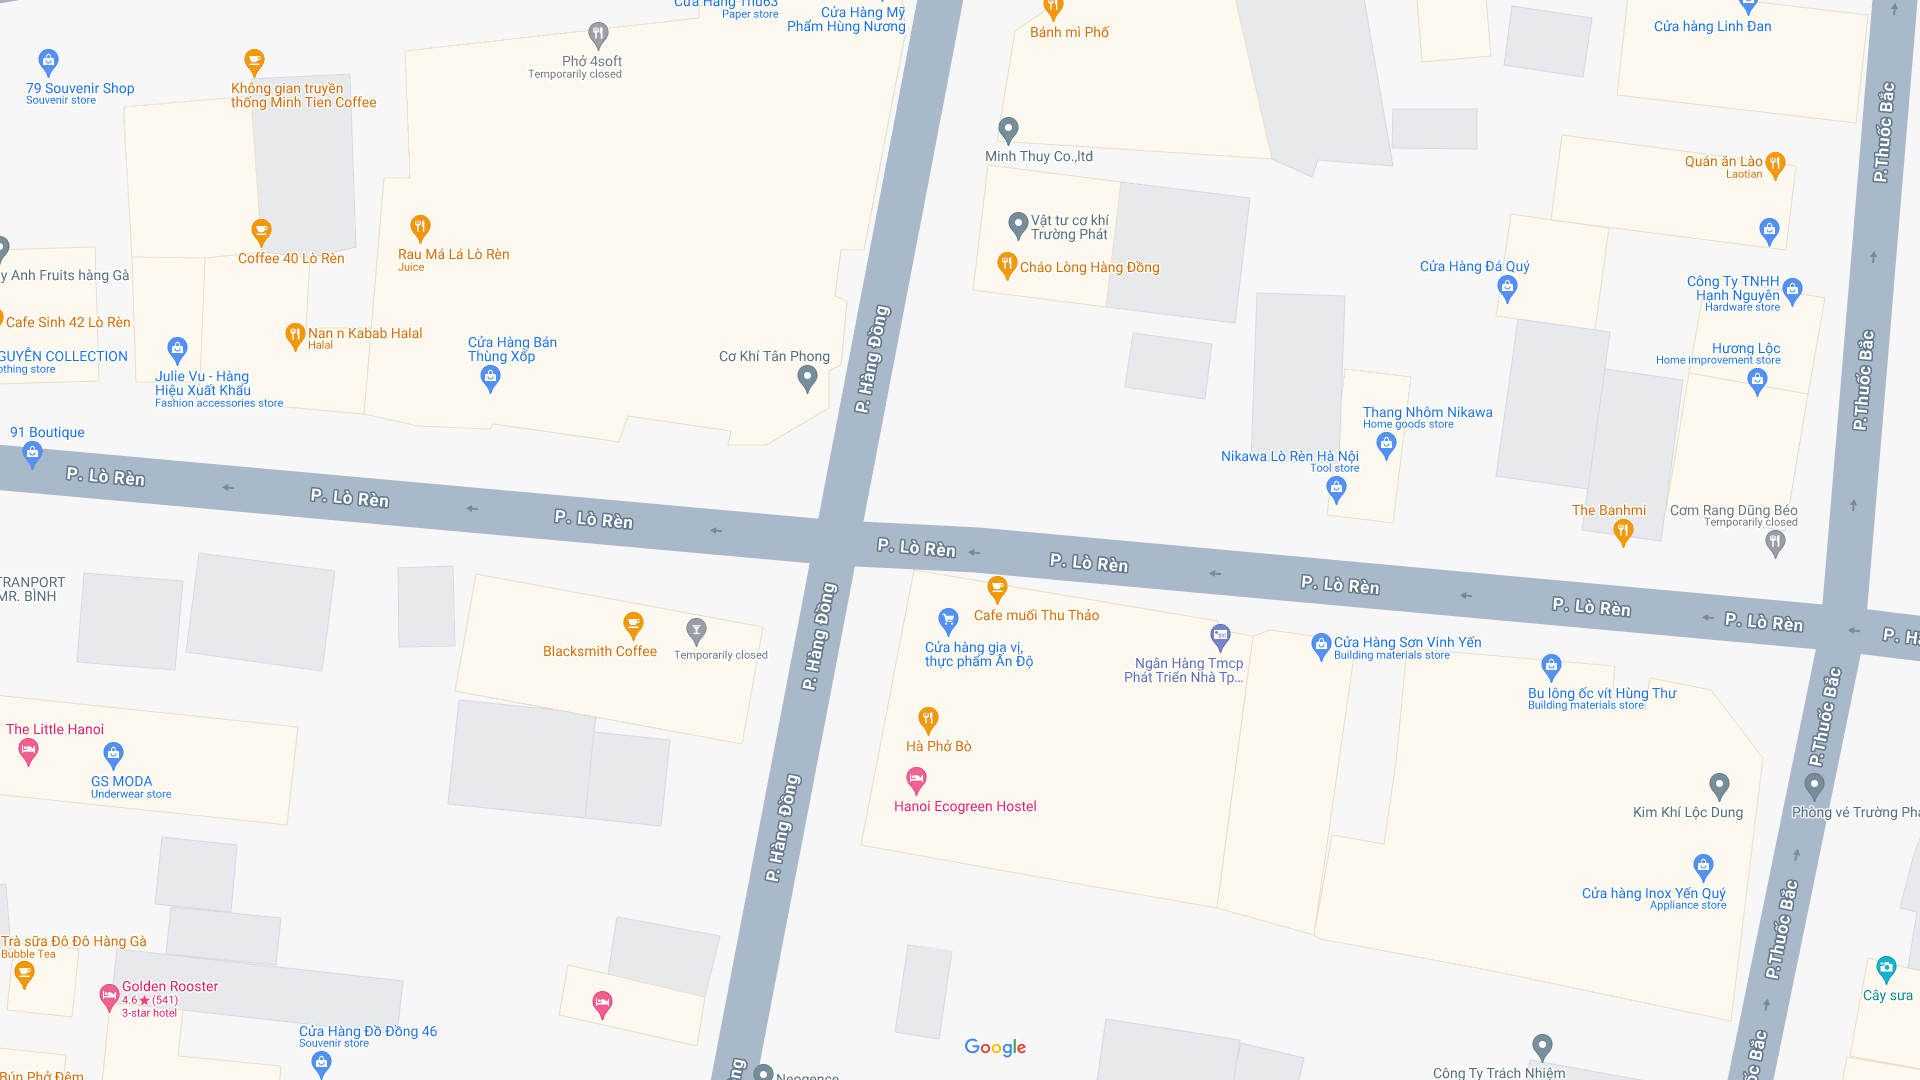 Cửa Hàng Thu63
Paper store
Cửa Hàng Mỹ
Phẩm Hùng Nương
Bánh mì Phố
Cửa hàng Linh Đan
Phở 4soft
Temporarily closed
79 Souvenir Shop
Souvenir store
Không gian truyền
thống Minh Tien Coffee
P.Thuốc Bắc
Minh Thuy Co.,ltd
Quán ăn Lào
Laotian
Vật tư cơ khí
Trường Phát
Cháo Lòng Hàng Đồng
Coffee 40 Lò Rèn
Rau Má Lá Lò Rèn
Juice
y Anh Fruits hàng Gà
Cửa Hàng Đá Quý
Công Ty TNHH
Hạnh Nguyên
Hardware store
Cafe Sinh 42 Lò Rèn
Nan n Kabab Halal
Halal
Cửa Hàng Bán
Thùng Xốp
Cơ Khí Tân Phong
P. Hàng Đồng
Hương Lộc
Home improvement store
P.Thuốc Bắc
GUYỄN COLLECTION
othing store
Julie Vu - Hàng
Hiệu Xuất Khẩu
Fashion accessories store
Thang Nhôm Nikawa
Home goods store
91 Boutique
Nikawa Lò Rèn Hà Nội
Tool store
P. Lò Rèn
P. Lò Rèn
P. Lò Rèn
P. Lò Rèn
P. Lò Rèn
P. Lò Rèn
P. Lò Rèn
P. Lò Rèn
P. Hà
The Banhmi
Cơm Rang Dũng Béo
Temporarily closed
TRANPORT
MR. BÌNH
Cafe muối Thu Thảo
Cửa hàng gia vị,
thực phẩm Ấn Độ
Blacksmith Coffee
Temporarily closed
P. Hàng Đồng
Ngân Hàng Tmcp
Phát Triển Nhà Tp...
Cửa Hàng Sơn Vinh Yến
Building materials store
Bu lông ốc vít Hùng Thư
Building materials store
P.Thuốc Bắc
The Little Hanoi
GS MODA
Underwear store
Hà Phở Bò
Hanoi Ecogreen Hostel
P. Hàng Đồng
Kim Khí Lộc Dung
Phòng vé Trường Phá
Cửa hàng Inox Yến Quý
Appliance store
P.Thuốc Bắc
Trà sữa Đô Đô Hàng Gà
Bubble Tea
Golden Rooster
4.6★ (541)
3-star hotel
Cây sưa
Cửa Hàng Đồ Đồng 46
Souvenir store
Google
Bún Phở Đêm
Neogence
Công Ty Trách Nhiệm
ốc Bắc